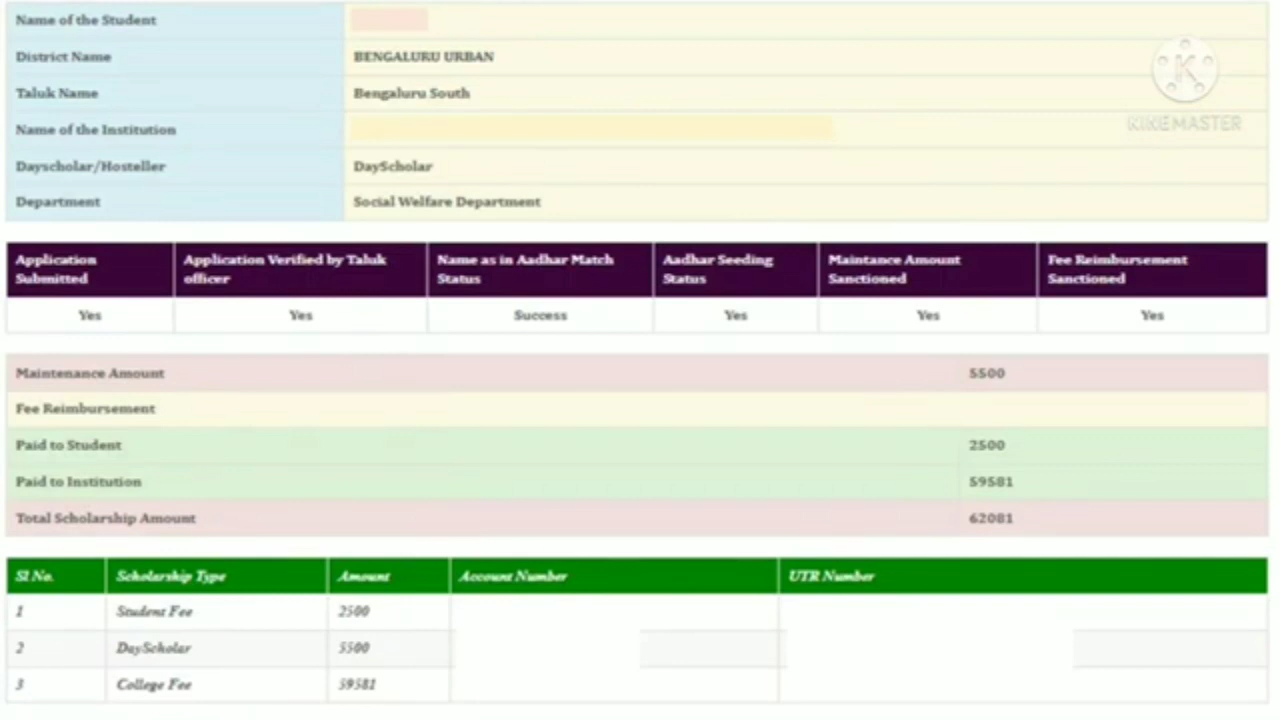 Name of the Student
District Name BENGALURU URBAN
Taluk Name Bengaluru South
Name of the Institution
Dayscholar/Hosteller DayScholar
Department Social Welfare Department
K
KINEMASTER
Application Submitted Application Verified by Taluk officer Name as in Aadhar Match Status Aadhar Seeding Status Maintance Amount Sanctioned Fee Reimbursement Sanctioned
Yes Yes Success Yes Yes Yes
Maintenance Amount 5500
Fee Reimbursement
Paid to Student 2500
Paid to Institution 59581
Total Scholarship Amount 62081
Sl No. Scholarship Type Amount Account Number UTR Number
1 Student Fee 2500
2 DayScholar 5500
3 College Fee 59581